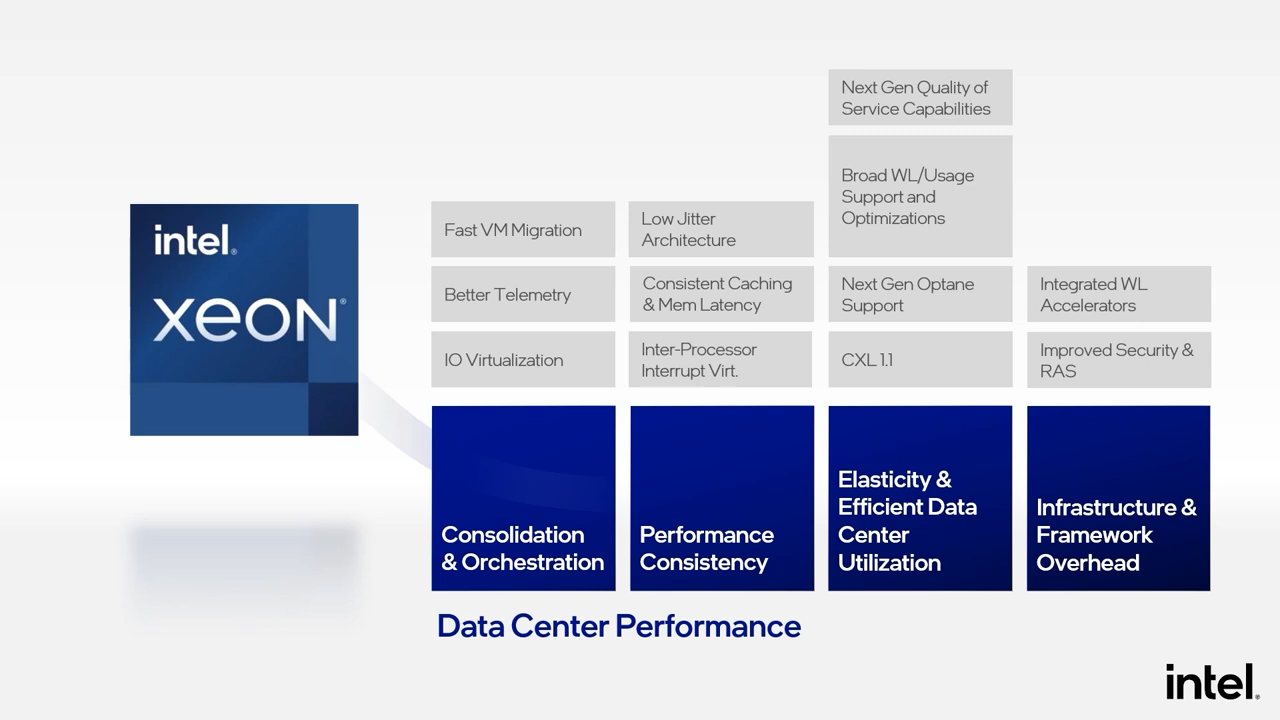 intel.
XEON®
Fast VM Migration
Better Telemetry
IO Virtualization
Consolidation
& Orchestration
Low Jitter
Architecture
Consistent Caching
& Mem Latency
Inter-Processor
Interrupt Virt.
Performance
Consistency
Next Gen Quality of
Service Capabilities
Broad WL/Usage
Support and
Optimizations
Next Gen Optane
Support
CXL 1.1
Elasticity &
Efficient Data
Center
Utilization
Integrated WL
Accelerators
Improved Security &
RAS
Infrastructure &
Framework
Overhead
Data Center Performance
intel.